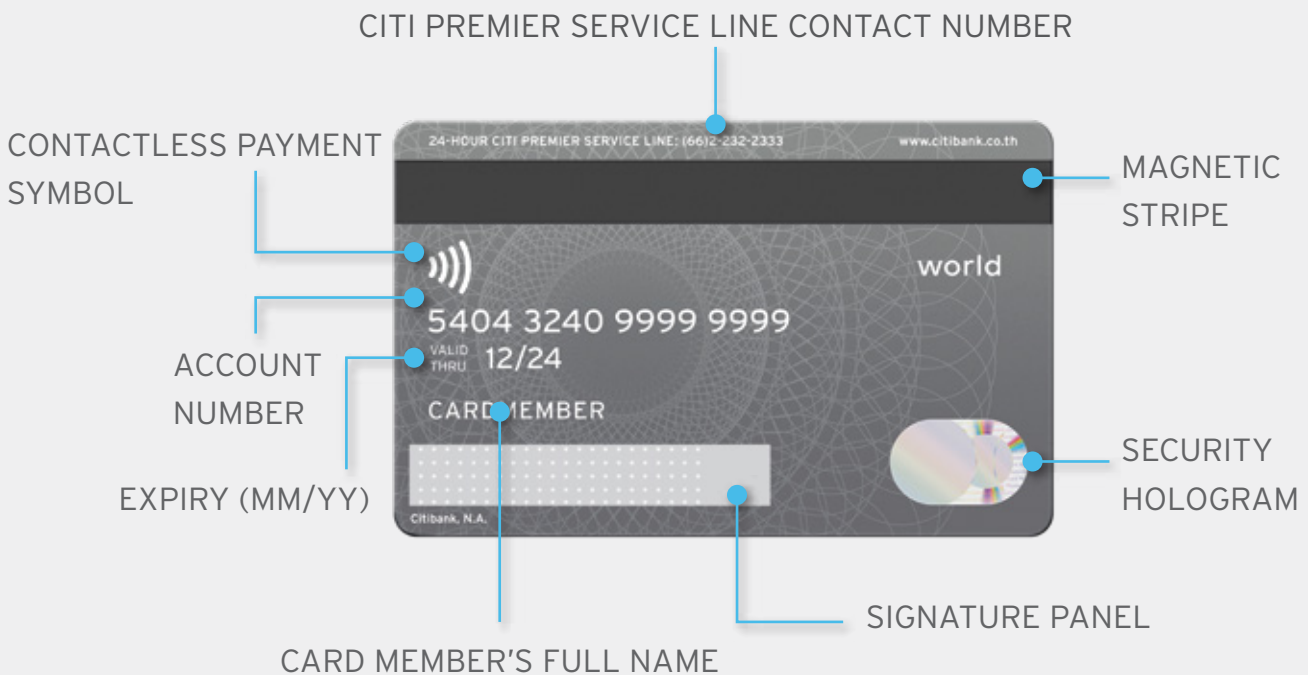 CITI PREMIER SERVICE LINE CONTACT NUMBER
CONTACTLESS PAYMENT
SYMBOL
24-HOUR CITI PREMIER SERVICE LINE: (66)2-232-2333
www.citibank.co.th
MAGNETIC
STRIPE
world
5404 3240 9999 9999
VALID
THRU
12/24
ACCOUNT
NUMBER
CARDMEMBER
SECURITY
HOLOGRAM
EXPIRY (MM/YY)
Citibank, N.A.
SIGNATURE PANEL
CARD MEMBER'S FULL NAME